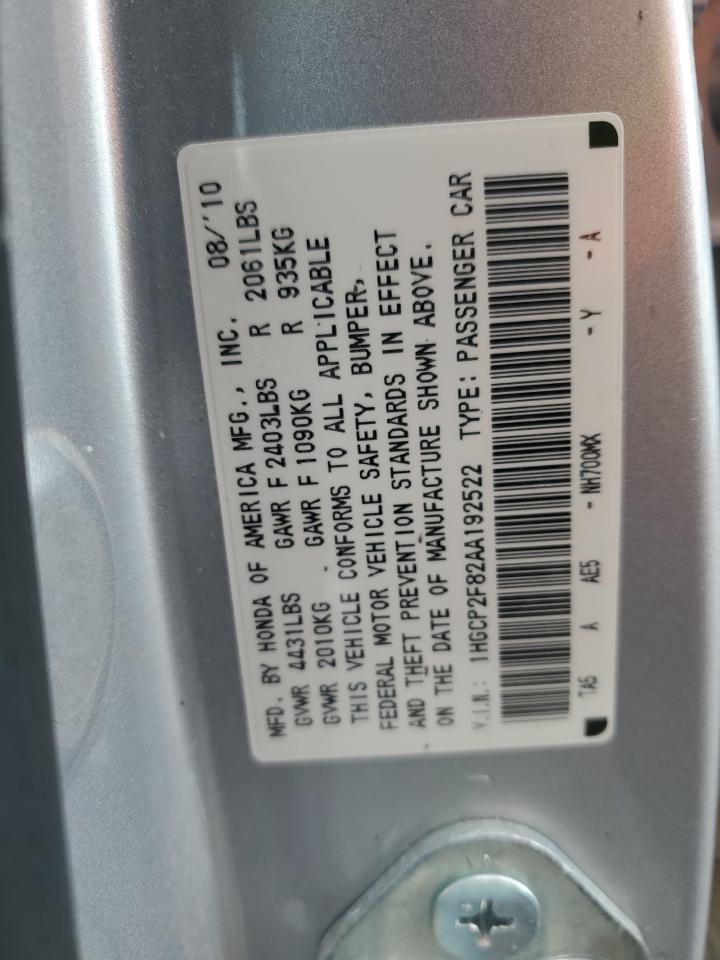 MFD. BY HONDA OF AMERICA MFG., INC. 08/'10
GVWR 4431LBS GAWR F 2403LBS R 2061LBS
GVWR 2010KG GAWR F 1090KG R 935KG
THIS VEHICLE CONFORMS TO ALL APPLICABLE
FEDERAL MOTOR VEHICLE SAFETY, BUMPER,
AND THEFT PREVENTION STANDARDS IN EFFECT
ON THE DATE OF MANUFACTURE SHOWN ABOVE.
V.I.N.: 1HGCP2F82AA192522 TYPE: PASSENGER CAR
TA5 A AE5 - NH700MX - Y - A